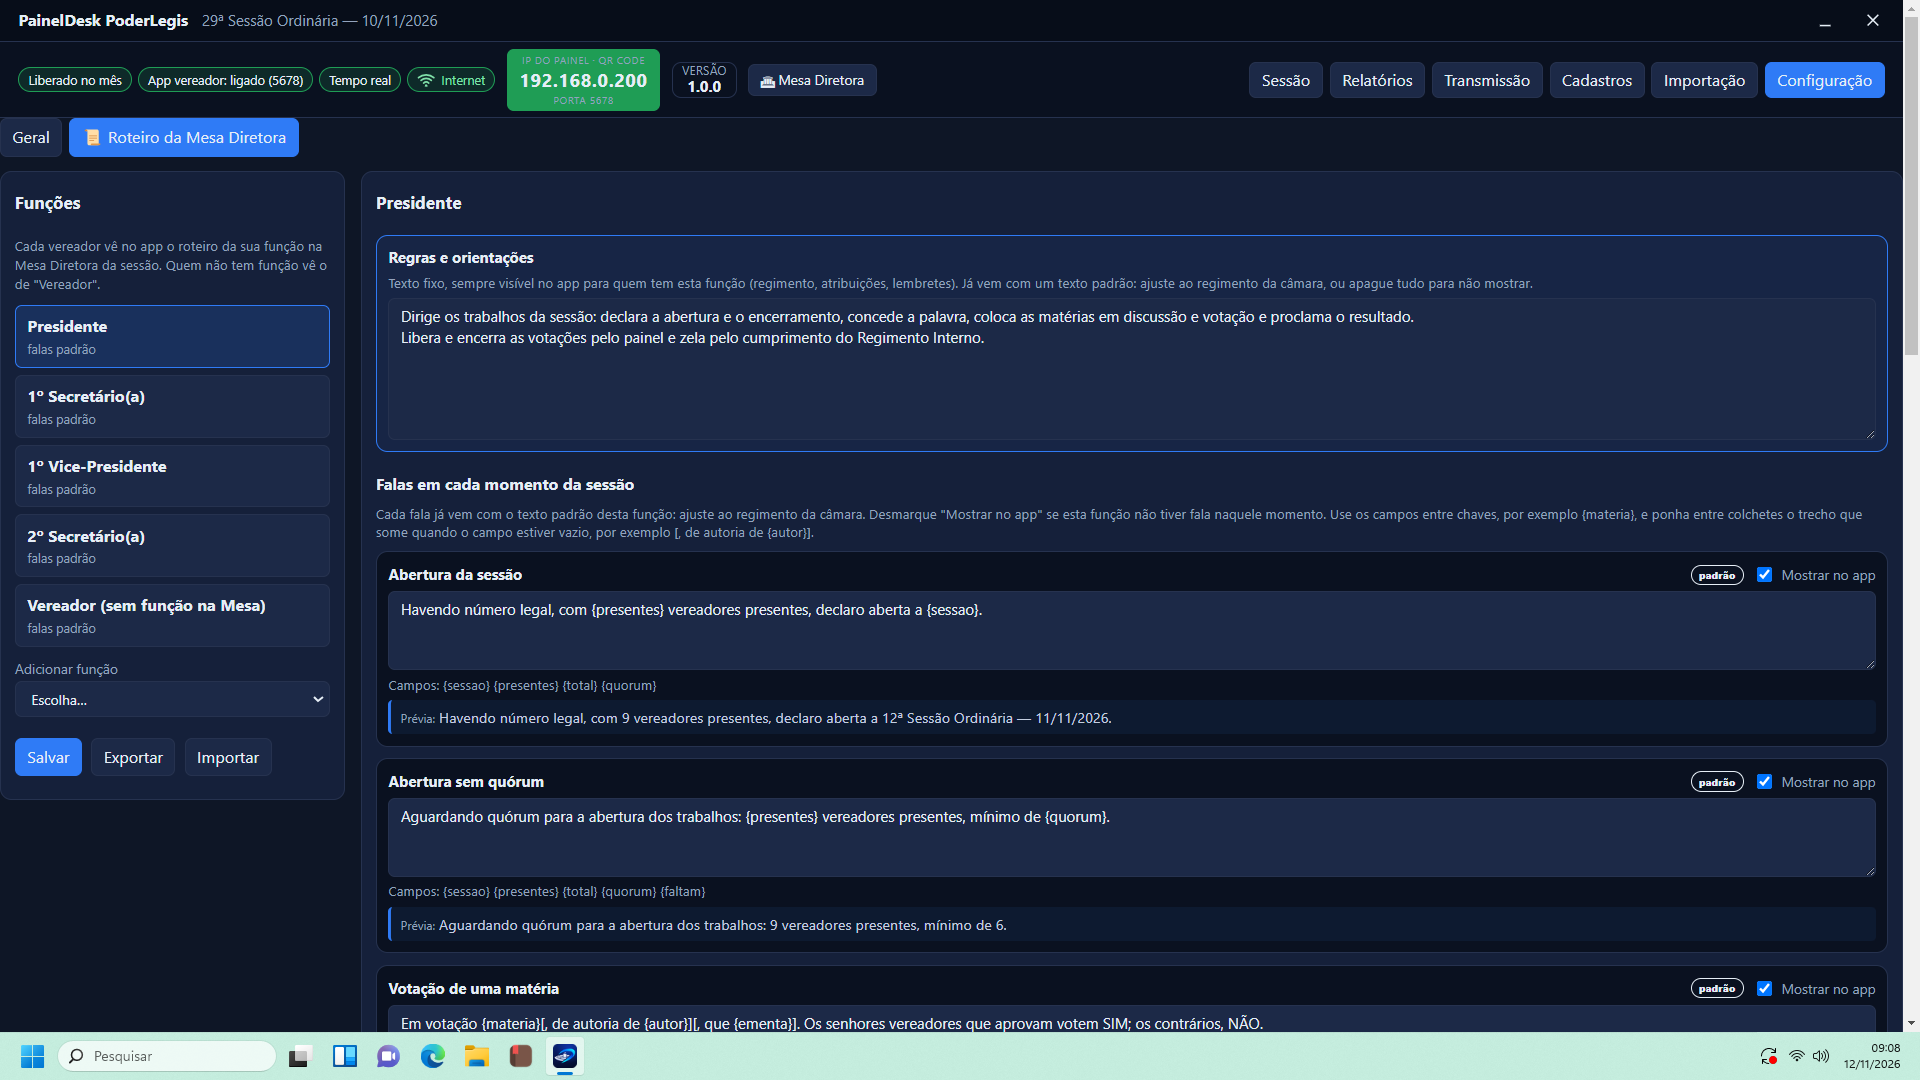 PainelDesk PoderLegis 29ª Sessão Ordinária — 10/11/2026
Liberado no mês
App vereador: ligado (5678)
Tempo real
Internet
IP DO PAINEL · QR CODE
192.168.0.200
PORTA 5678
VERSÃO
1.0.0
Mesa Diretora
Sessão
Relatórios
Transmissão
Cadastros
Importação
Configuração
Geral
Roteiro da Mesa Diretora
Funções
Cada vereador vê no app o roteiro da sua função na
Mesa Diretora da sessão. Quem não tem função vê o
de "Vereador".
Presidente
falas padrão
1º Secretário(a)
falas padrão
1º Vice-Presidente
falas padrão
2º Secretário(a)
falas padrão
Vereador (sem função na Mesa)
falas padrão
Adicionar função
Escolha...
Salvar
Exportar
Importar
Presidente
Regras e orientações
Texto fixo, sempre visível no app para quem tem esta função (regimento, atribuições, lembretes). Já vem com um texto padrão: ajuste ao regimento da câmara, ou apague tudo para não mostrar.
Dirige os trabalhos da sessão: declara a abertura e o encerramento, concede a palavra, coloca as matérias em discussão e votação e proclama o resultado.
Libera e encerra as votações pelo painel e zela pelo cumprimento do Regimento Interno.
Falas em cada momento da sessão
Cada fala já vem com o texto padrão desta função: ajuste ao regimento da câmara. Desmarque "Mostrar no app" se esta função não tiver fala naquele momento. Use os campos entre chaves, por exemplo {materia}, e ponha entre colchetes o trecho que
some quando o campo estiver vazio, por exemplo [, de autoria de {autor}].
Abertura da sessão
padrão
Mostrar no app
Havendo número legal, com {presentes} vereadores presentes, declaro aberta a {sessao}.
Campos: {sessao} {presentes} {total} {quorum}
Prévia: Havendo número legal, com 9 vereadores presentes, declaro aberta a 12ª Sessão Ordinária — 11/11/2026.
Abertura sem quórum
padrão
Mostrar no app
Aguardando quórum para a abertura dos trabalhos: {presentes} vereadores presentes, mínimo de {quorum}.
Campos: {sessao} {presentes} {total} {quorum} {faltam}
Prévia: Aguardando quórum para a abertura dos trabalhos: 9 vereadores presentes, mínimo de 6.
Votação de uma matéria
padrão
Mostrar no app
Em votação {materia}[, de autoria de {autor}][, que {ementa}]. Os senhores vereadores que aprovam votem SIM; os contrários, NÃO.
Pesquisar
09:08
12/11/2026